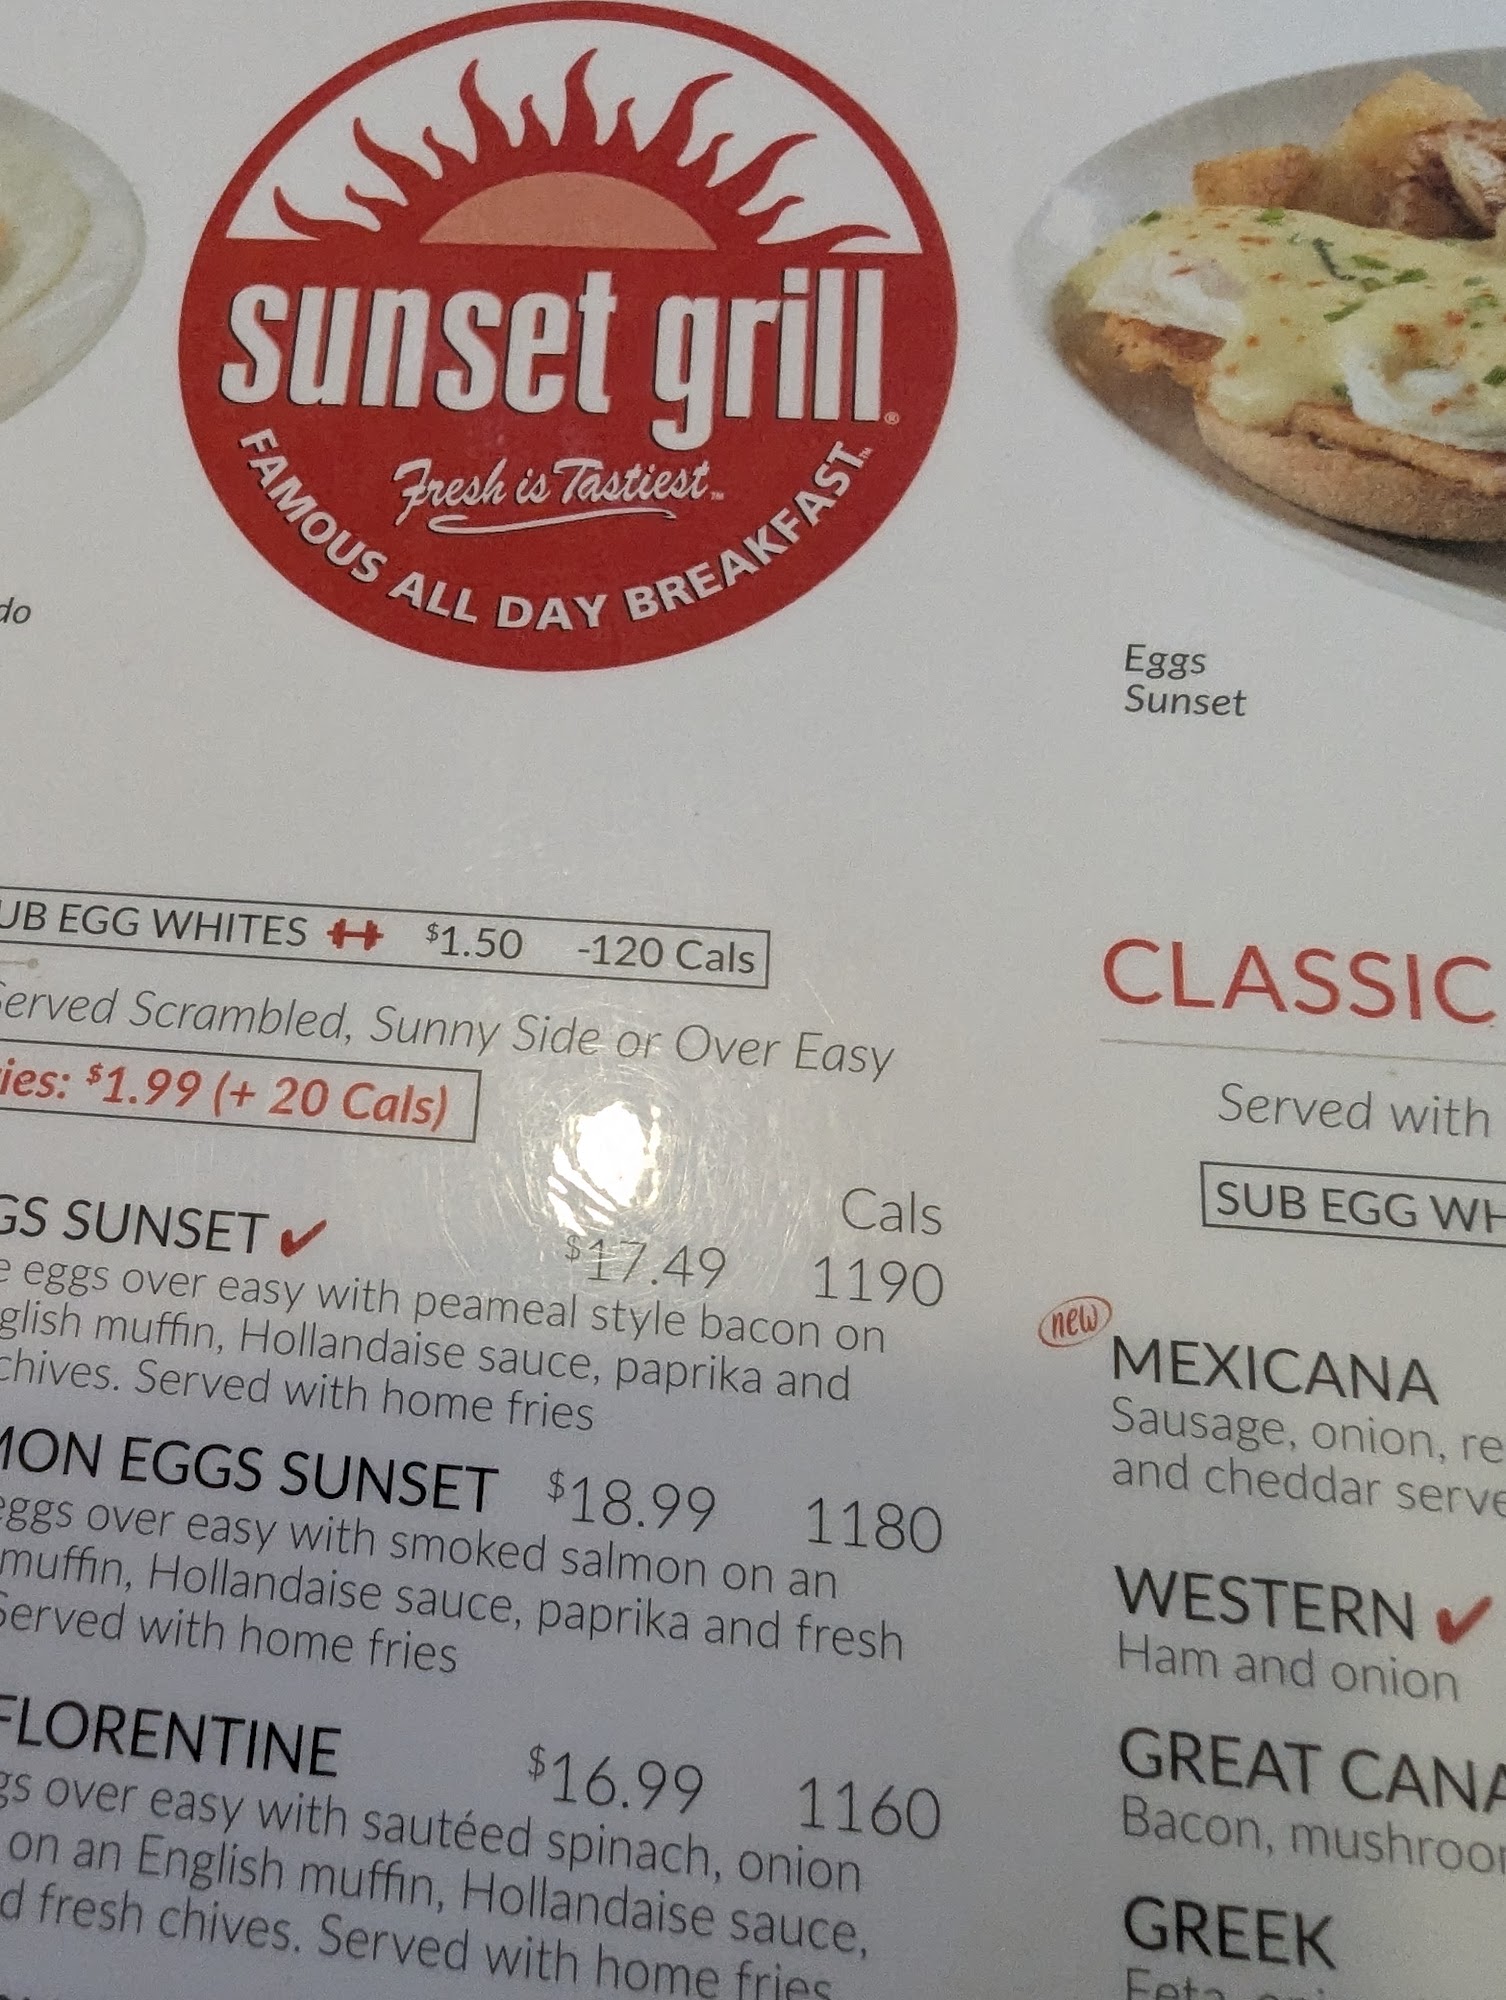 sunset grill®
Fresh is Tastiest™
FAMOUS ALL DAY BREAKFAST™
do
Eggs
Sunset
UB EGG WHITES $1.50 -120 Cals
Served Scrambled, Sunny Side or Over Easy
ies: $1.99 (+ 20 Cals)
Cals
GS SUNSET ✓ $17.49 1190
e eggs over easy with peameal style bacon on
glish muffin, Hollandaise sauce, paprika and
chives. Served with home fries
MON EGGS SUNSET $18.99 1180
eggs over easy with smoked salmon on an
muffin, Hollandaise sauce, paprika and fresh
Served with home fries
FLORENTINE $16.99 1160
gs over easy with sautéed spinach, onion
on an English muffin, Hollandaise sauce,
d fresh chives. Served with home fries
CLASSIC
Served with
SUB EGG WH
new
MEXICANA
Sausage, onion, re
and cheddar serve
WESTERN ✓
Ham and onion
GREAT CANA
Bacon, mushroo
GREEK
Feta,